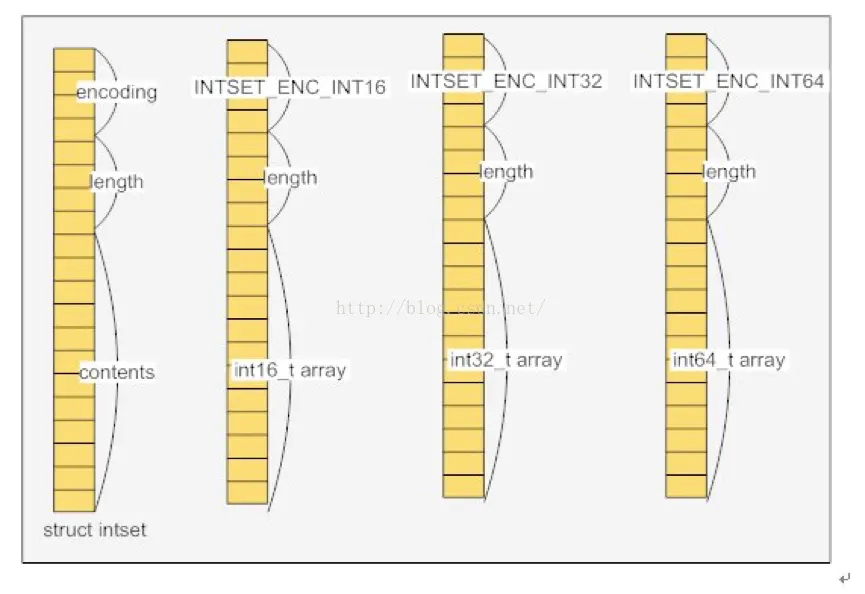 encoding
length
contents
struct intset
INTSET_ENC_INT16
length
int16_t array
INTSET_ENC_INT32
length
int32_t array
INTSET_ENC_INT64
length
int64_t array
http://blog.csdn.net/